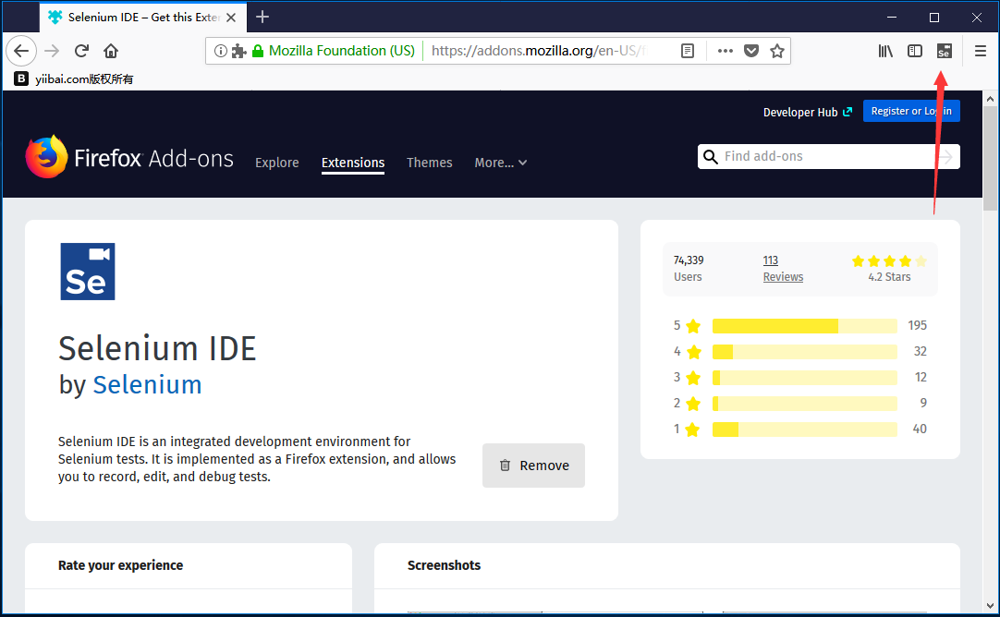 Selenium IDE – Get this Exte
Mozilla Foundation (US) https://addons.mozilla.org/en-US/f
Se
B yiibai.com版权所有
Developer Hub Register or Log in
Firefox Add-ons Explore Extensions Themes More... Find add-ons
Se
Selenium IDE
by Selenium
Selenium IDE is an integrated development environment for
Selenium tests. It is implemented as a Firefox extension, and allows
you to record, edit, and debug tests.
Remove
74,339 113
Users Reviews 4.2 Stars
5 195
4 32
3 12
2 9
1 40
Rate your experience
Screenshots